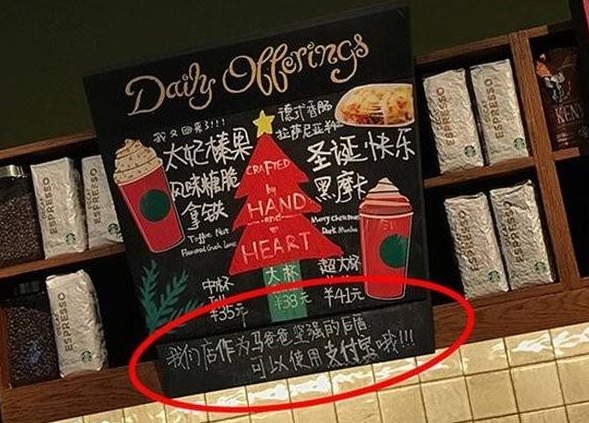 Daily Offerings
我又回来了!!!
太妃榛果
风味糖脆
拿铁
Toffee Nut
Flavored Crunch Latte
德式香肠
拉萨尼亚
圣诞快乐
黑摩卡
Merry Christmas
Dark Mocha
CRAFTED
by
HAND
and
HEART
中杯
¥35元
大杯
¥38元
超大杯
¥41元
我们店作为马爸爸坚强的后盾
可以使用支付宝哦!!!
ESPRESSO
ESPRESSO
ESPRESSO
ESPRESSO
ESPRESSO
KENYA